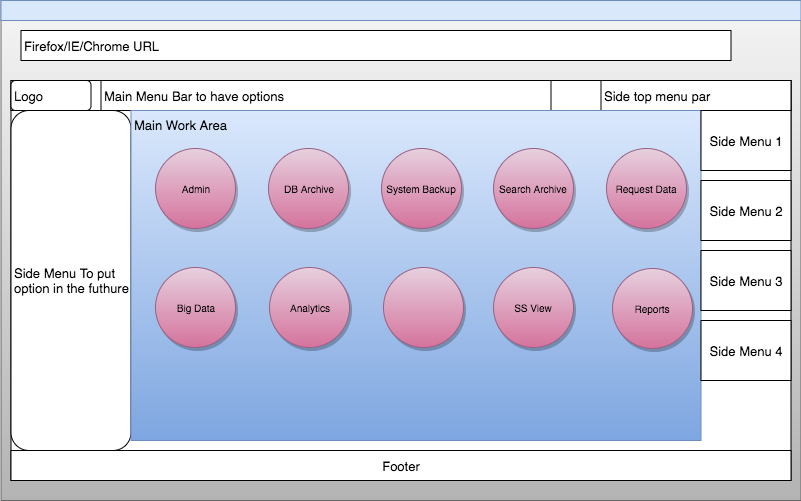 Firefox/IE/Chrome URL
Logo
Main Menu Bar to have options
Side top menu par
Main Work Area
Side Menu 1
Admin
DB Archive
System Backup
Search Archive
Request Data
Side Menu 2
Side Menu To put
option in the futhure
Side Menu 3
Big Data
Analytics
SS View
Reports
Side Menu 4
Footer